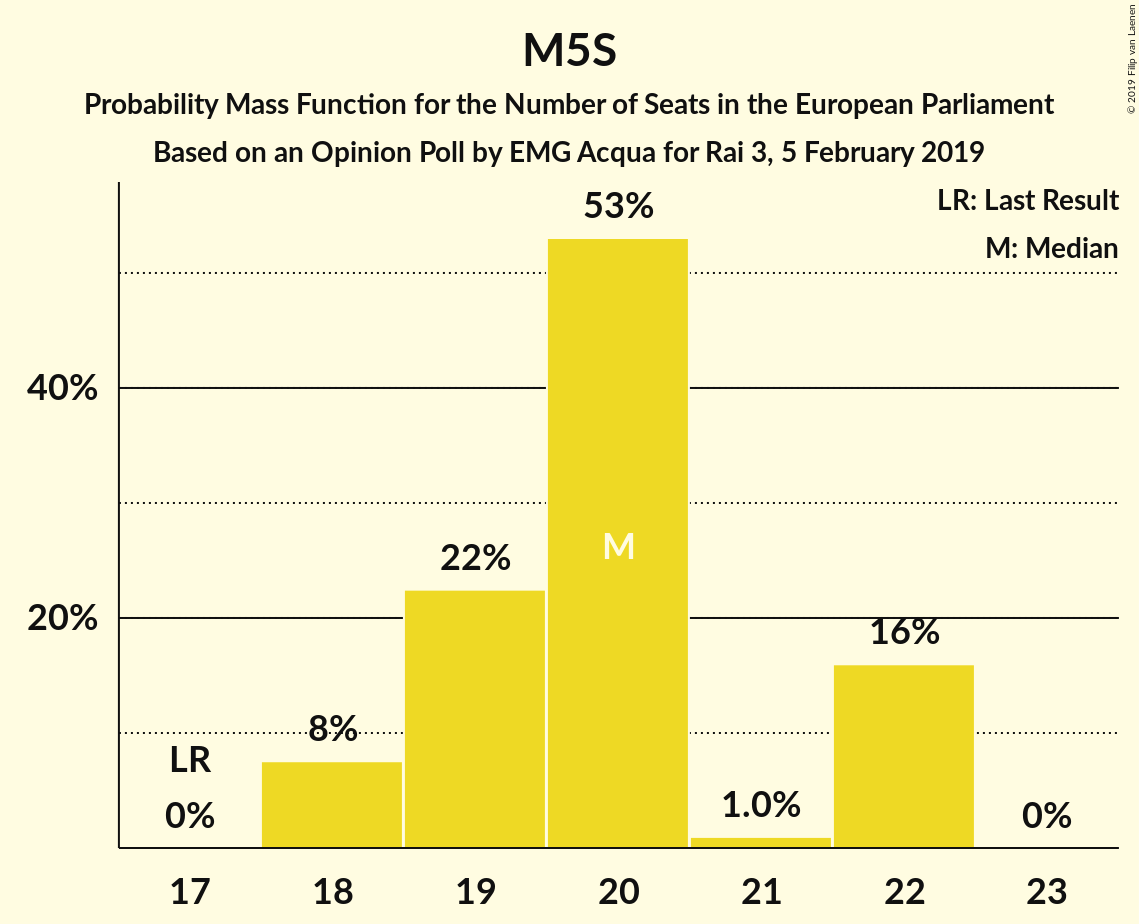 M5S
Probability Mass Function for the Number of Seats in the European Parliament
Based on an Opinion Poll by EMG Acqua for Rai 3, 5 February 2019
© 2019 Filip van Laenen
LR: Last Result
M: Median
53%
40%
22%
M
20%
16%
8%
LR
1.0%
0%
0%
17 18 19 20 21 22 23